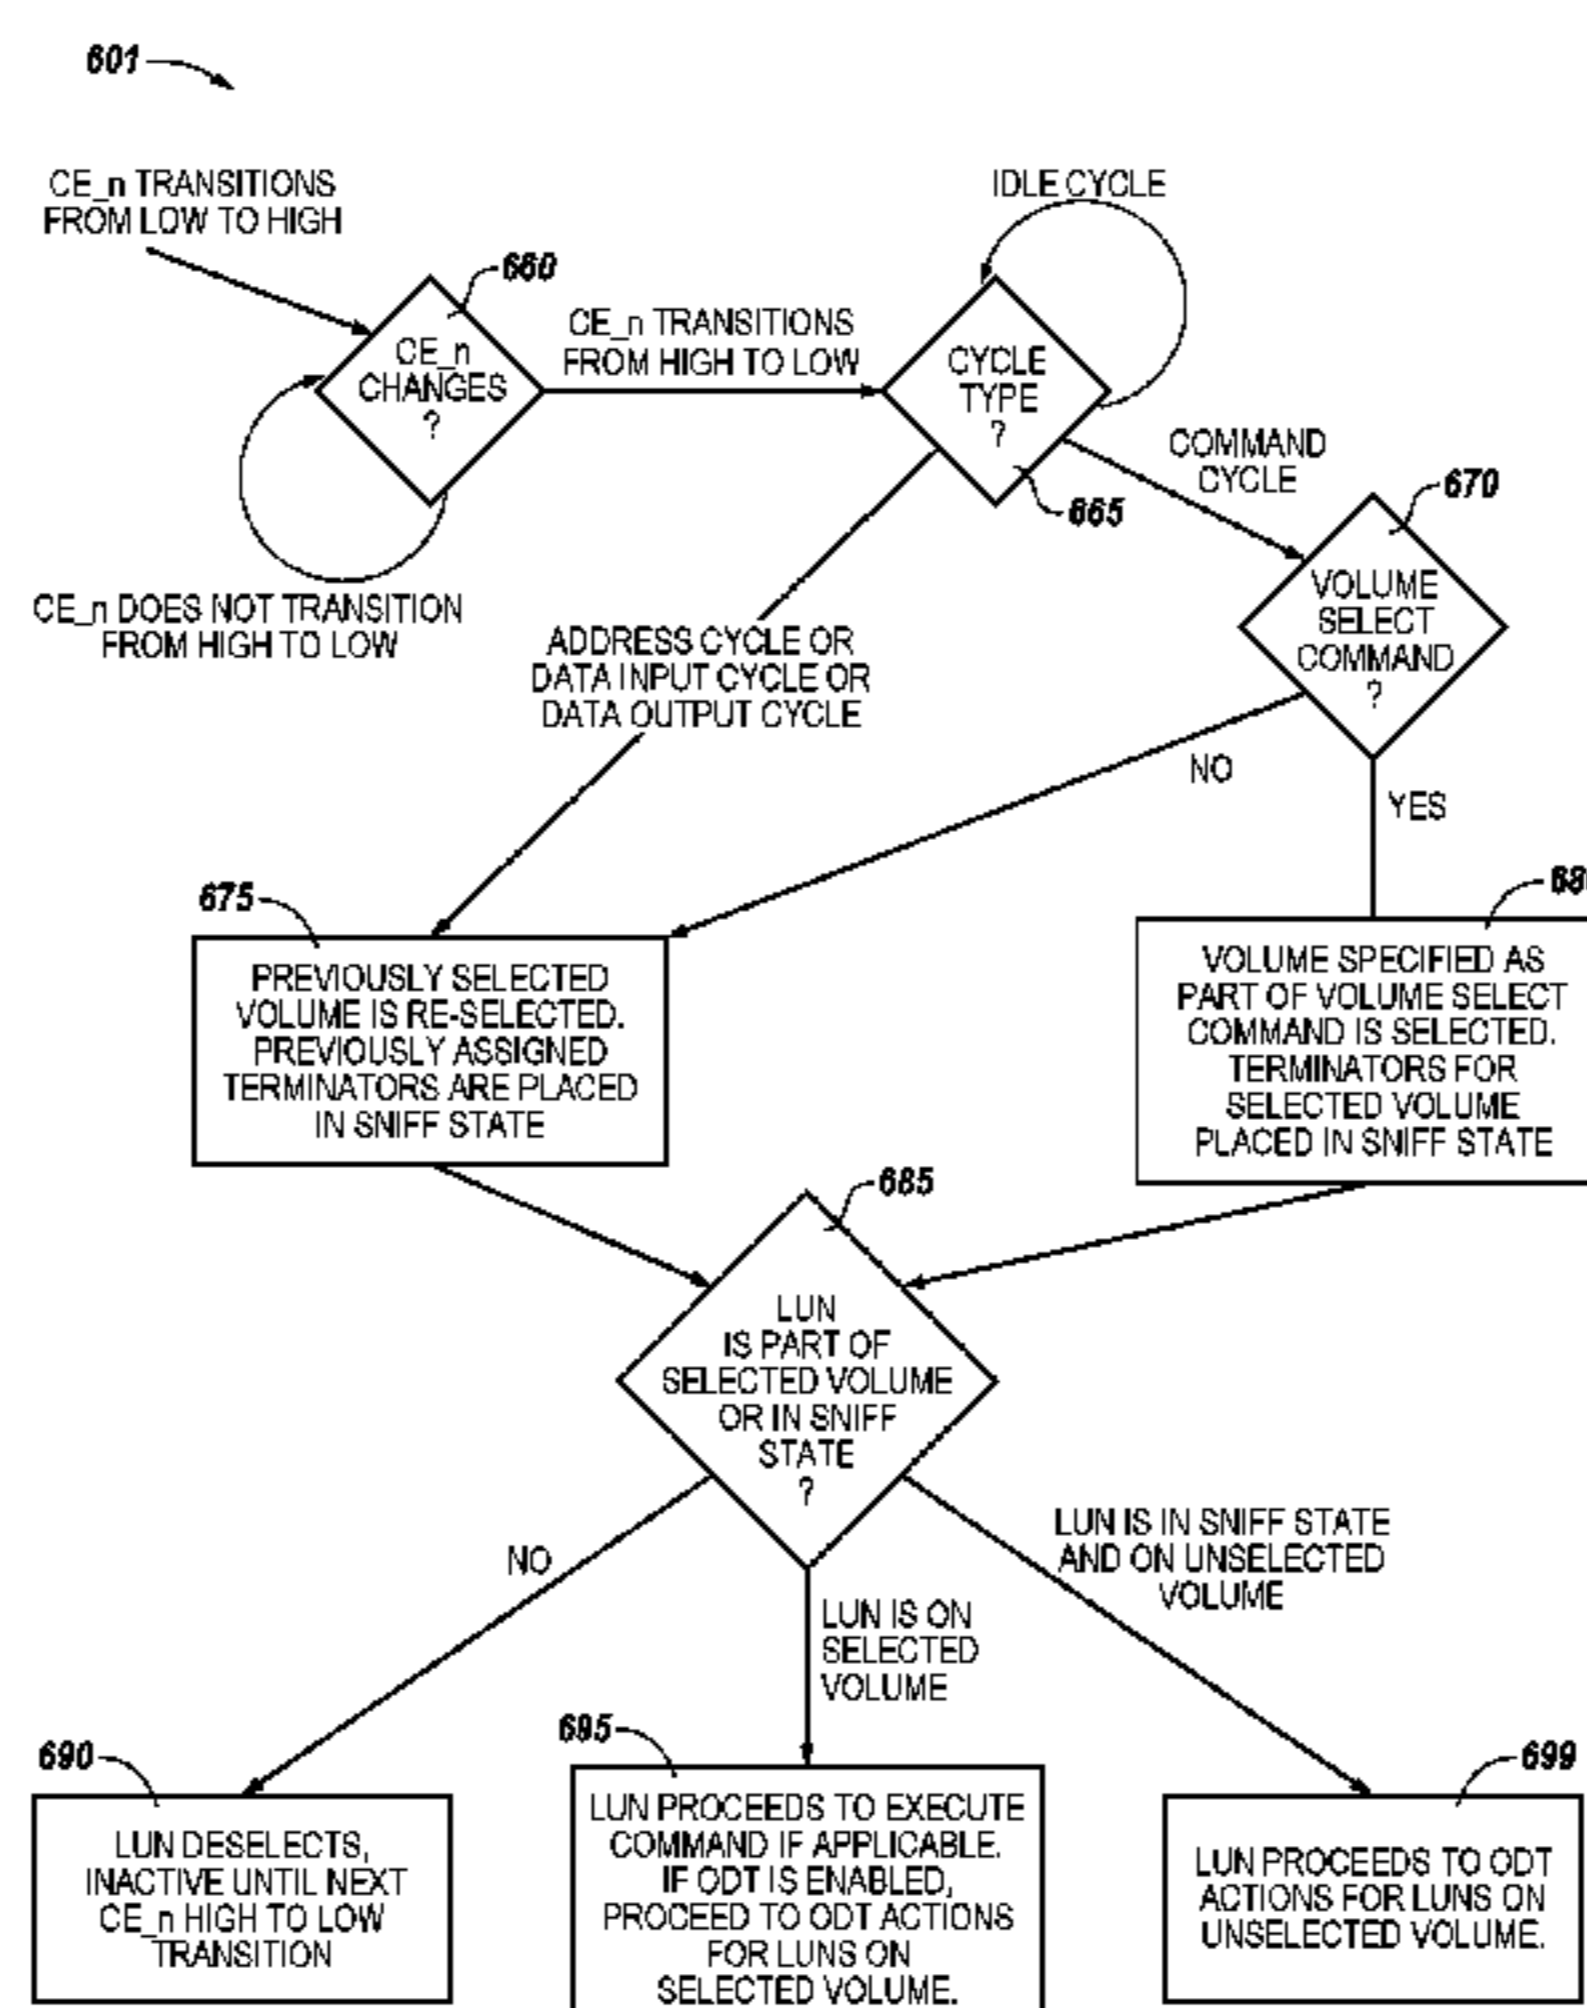 601
CE_n TRANSITIONS
FROM LOW TO HIGH
IDLE CYCLE
660
CE_n
CHANGES
?
CE_n TRANSITIONS
FROM HIGH TO LOW
CYCLE
TYPE
?
665
COMMAND
CYCLE
670
CE_n DOES NOT TRANSITION
FROM HIGH TO LOW
VOLUME
SELECT
COMMAND
?
ADDRESS CYCLE OR
DATA INPUT CYCLE OR
DATA OUTPUT CYCLE
NO
YES
675
PREVIOUSLY SELECTED
VOLUME IS RE-SELECTED.
PREVIOUSLY ASSIGNED
TERMINATORS ARE PLACED
IN SNIFF STATE
VOLUME SPECIFIED AS
PART OF VOLUME SELECT
COMMAND IS SELECTED.
TERMINATORS FOR
SELECTED VOLUME
PLACED IN SNIFF STATE
685
LUN
IS PART OF
SELECTED VOLUME
OR IN SNIFF
STATE
?
NO
LUN IS ON
SELECTED
VOLUME
LUN IS IN SNIFF STATE
AND ON UNSELECTED
VOLUME
690
LUN DESELECTS,
INACTIVE UNTIL NEXT
CE_n HIGH TO LOW
TRANSITION
695
LUN PROCEEDS TO EXECUTE
COMMAND IF APPLICABLE.
IF ODT IS ENABLED,
PROCEED TO ODT ACTIONS
FOR LUNS ON
SELECTED VOLUME.
699
LUN PROCEEDS TO ODT
ACTIONS FOR LUNS ON
UNSELECTED VOLUME.